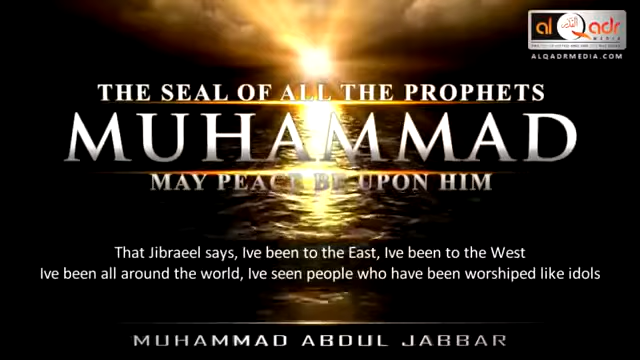 al Qadr
MEDIA
ALQADRMEDIA.COM
THE SEAL OF ALL THE PROPHETS
MUHAMMAD
MAY PEACE BE UPON HIM
That Jibraeel says, Ive been to the East, Ive been to the West
Ive been all around the world, Ive seen people who have been worshiped like idols
MUHAMMAD ABDUL JABBAR